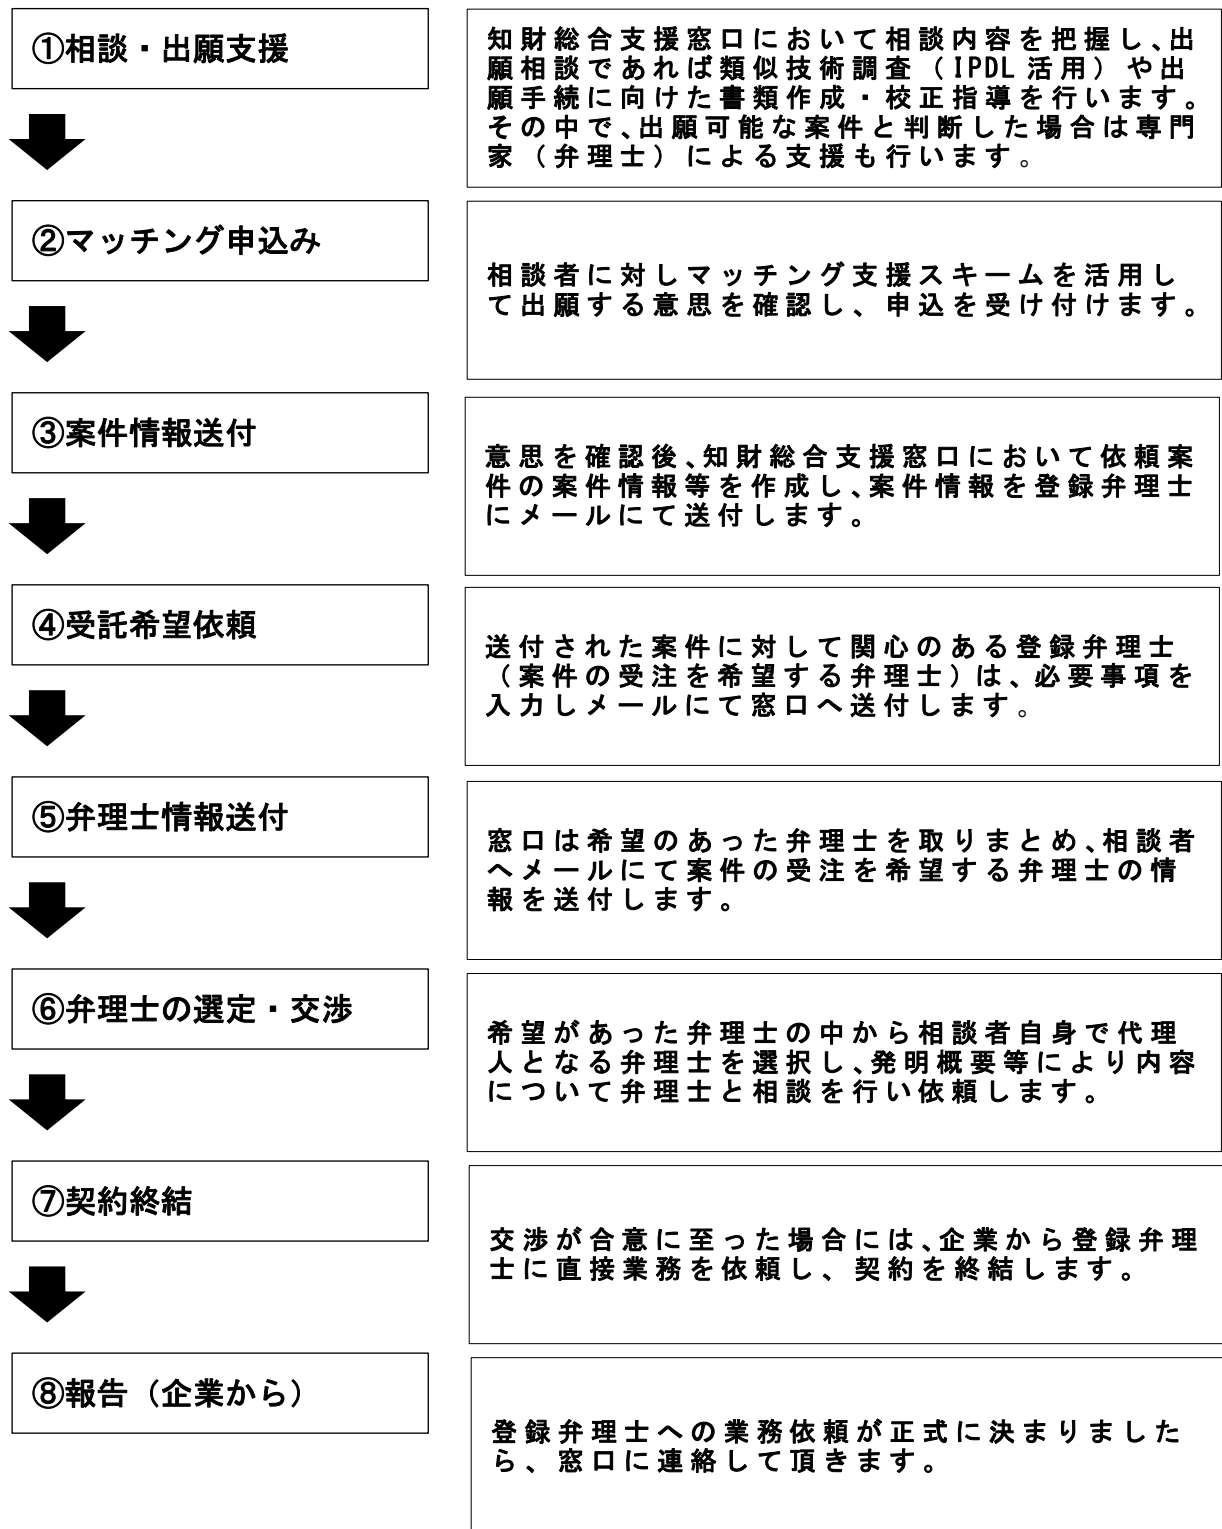 ①相談・出願支援
知財総合支援窓口において相談内容を把握し、出
願相談であれば類似技術調査（IPDL活用）や出
願手続に向けた書類作成・校正指導を行います。
その中で、出願可能な案件と判断した場合は専門
家（弁理士）による支援も行います。
②マッチング申込み
相談者に対しマッチング支援スキームを活用し
て出願する意思を確認し、申込を受け付けます。
③案件情報送付
意思を確認後、知財総合支援窓口において依頼案
件の案件情報等を作成し、案件情報を登録弁理士
にメールにて送付します。
④受託希望依頼
送付された案件に対して関心のある登録弁理士
（案件の受注を希望する弁理士）は、必要事項を
入力しメールにて窓口へ送付します。
⑤弁理士情報送付
窓口は希望のあった弁理士を取りまとめ、相談者
へメールにて案件の受注を希望する弁理士の情
報を送付します。
⑥弁理士の選定・交渉
希望があった弁理士の中から相談者自身で代理
人となる弁理士を選択し、発明概要等により内容
について弁理士と相談を行い依頼します。
⑦契約終結
交渉が合意に至った場合には、企業から登録弁理
士に直接業務を依頼し、契約を終結します。
⑧報告（企業から）
登録弁理士への業務依頼が正式に決まりました
ら、窓口に連絡して頂きます。